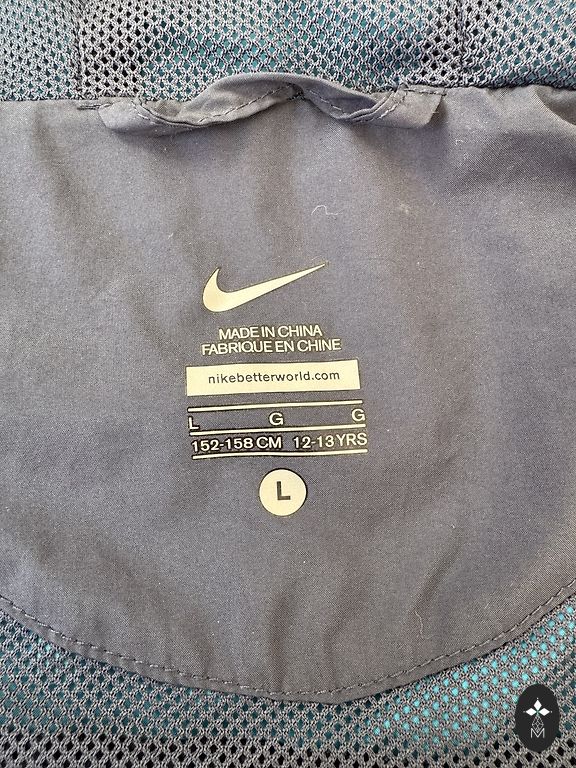 MADE IN CHINA
FABRIQUE EN CHINE
nikebetterworld.com
L G G
152-158 CM 12-13 YRS
L
M